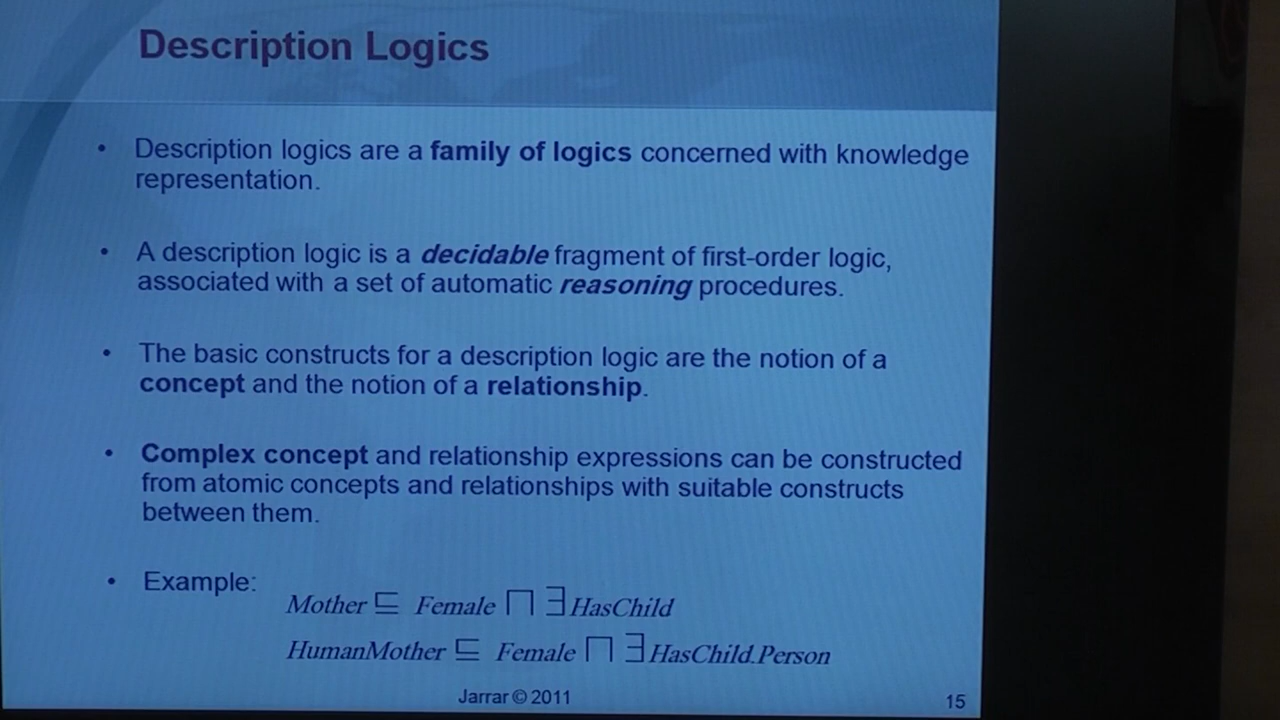 Description Logics
• Description logics are a family of logics concerned with knowledge
representation.
• A description logic is a decidable fragment of first-order logic,
associated with a set of automatic reasoning procedures.
• The basic constructs for a description logic are the notion of a
concept and the notion of a relationship.
• Complex concept and relationship expressions can be constructed
from atomic concepts and relationships with suitable constructs
between them.
• Example:
Mother ⊑ Female ⊓ ∃HasChild
HumanMother ⊑ Female ⊓ ∃HasChild.Person
Jarrar © 2011
15